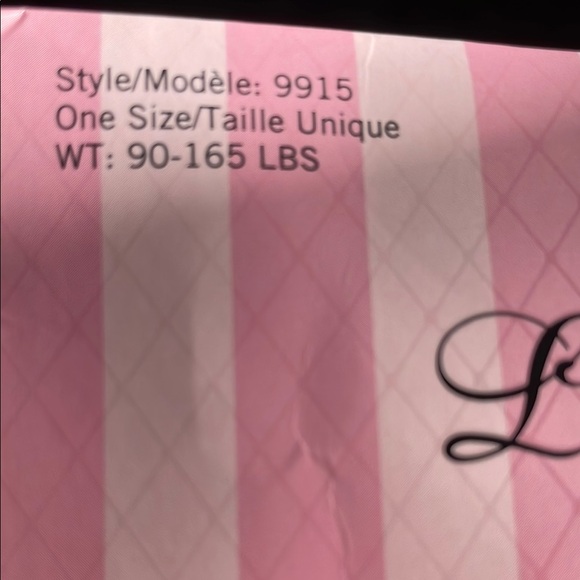 Style/Modèle: 9915
One Size/Taille Unique
WT: 90-165 LBS